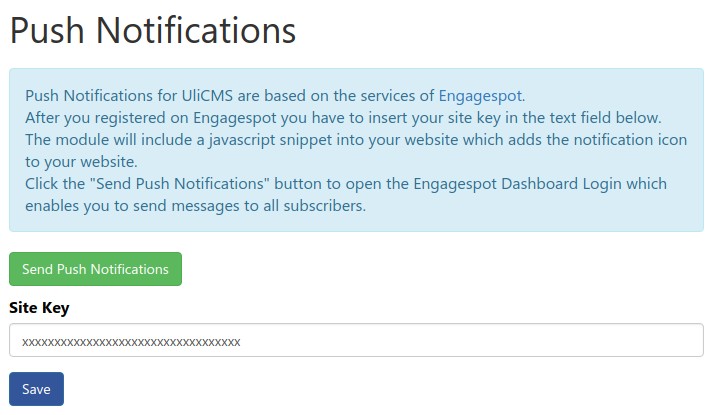 Push Notifications
Push Notifications for UliCMS are based on the services of Engagespot.
After you registered on Engagespot you have to insert your site key in the text field below.
The module will include a javascript snippet into your website which adds the notification icon
to your website.
Click the "Send Push Notifications" button to open the Engagespot Dashboard Login which
enables you to send messages to all subscribers.
Send Push Notifications
Site Key
xxxxxxxxxxxxxxxxxxxxxxxxxxxxxxxxxx
Save